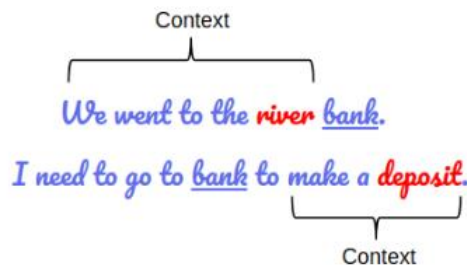 Context
We went to the river bank.
I need to go to bank to make a deposit.
Context